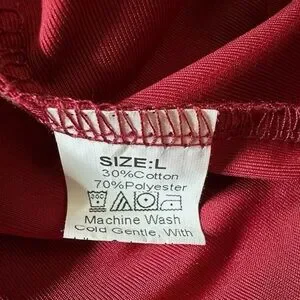 SIZE:L
30%Cotton
70%Polyester
Machine Wash
Cold Gentle, With